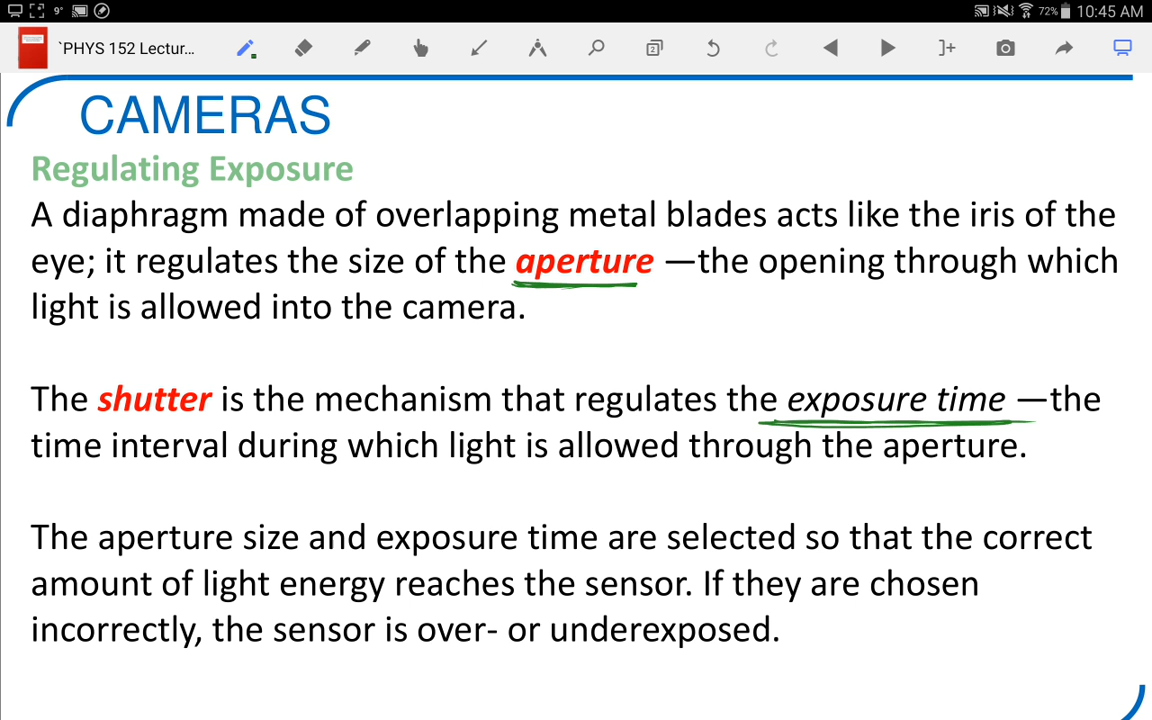 9°
72%
10:45 AM
`PHYS 152 Lectur...
2
CAMERAS
Regulating Exposure
A diaphragm made of overlapping metal blades acts like the iris of the
eye; it regulates the size of the aperture —the opening through which
light is allowed into the camera.
The shutter is the mechanism that regulates the exposure time —the
time interval during which light is allowed through the aperture.
The aperture size and exposure time are selected so that the correct
amount of light energy reaches the sensor. If they are chosen
incorrectly, the sensor is over- or underexposed.